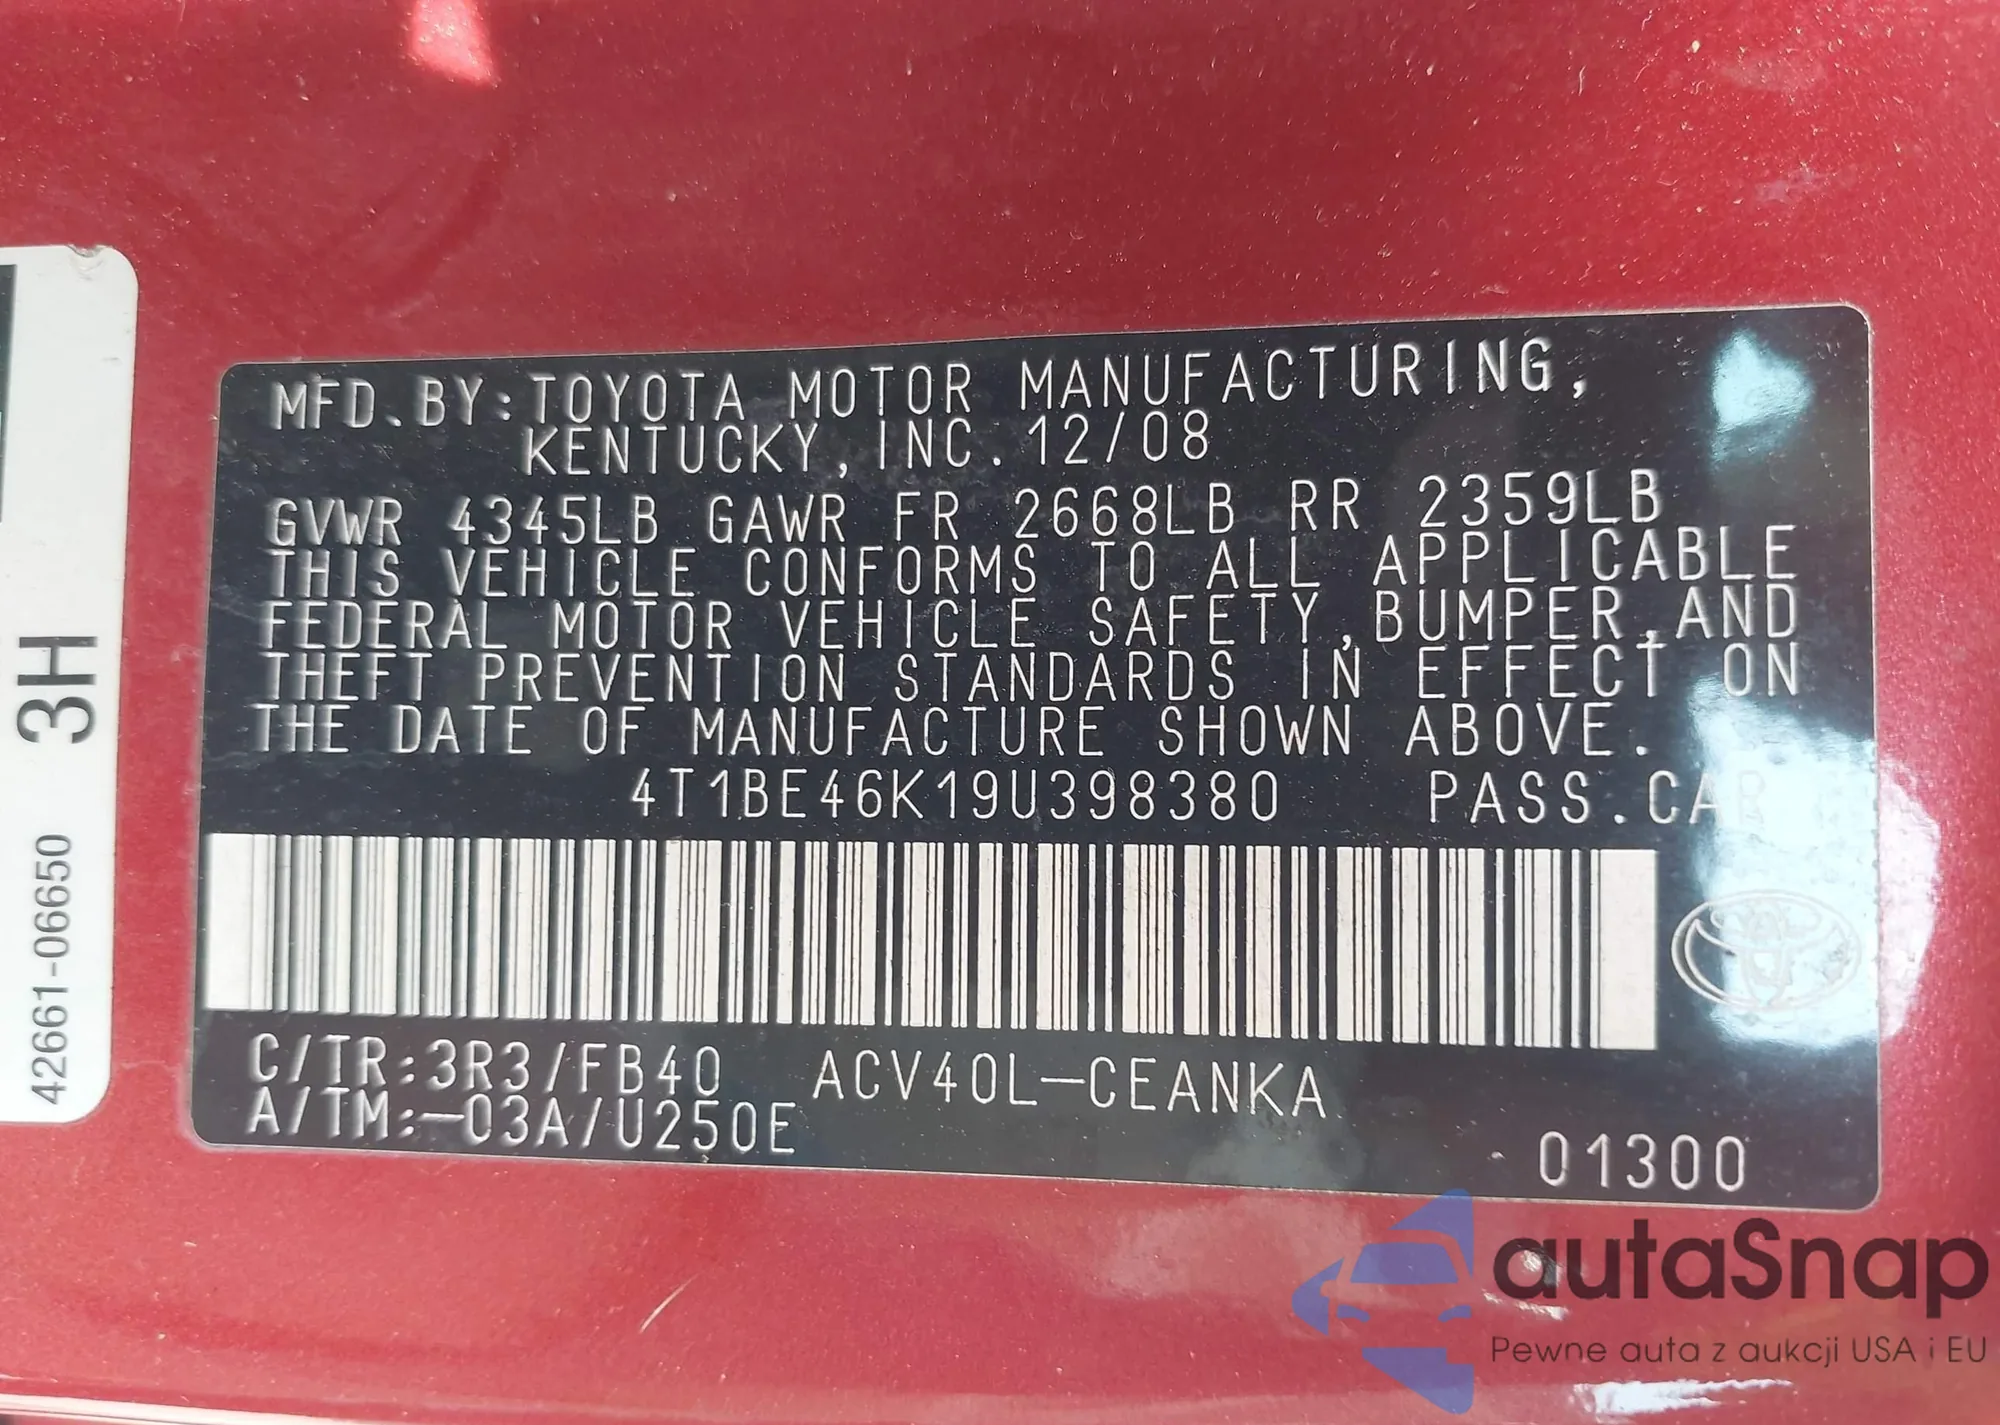 MFD.BY:TOYOTA MOTOR MANUFACTURING,
KENTUCKY, INC. 12/08
GVWR 4345LB GAWR FR 2668LB RR 2359LB
THIS VEHICLE CONFORMS TO ALL APPLICABLE
FEDERAL MOTOR VEHICLE SAFETY, BUMPER, AND
THEFT PREVENTION STANDARDS IN EFFECT ON
THE DATE OF MANUFACTURE SHOWN ABOVE.
4T1BE46K19U398380 PASS.CAR
C/TR:3R3/FB40 ACV40L-CEANKA
A/TM:-03A/U250E
01300
42661-06650 3H
autaSnap
Pewne auta z aukcji USA i EU